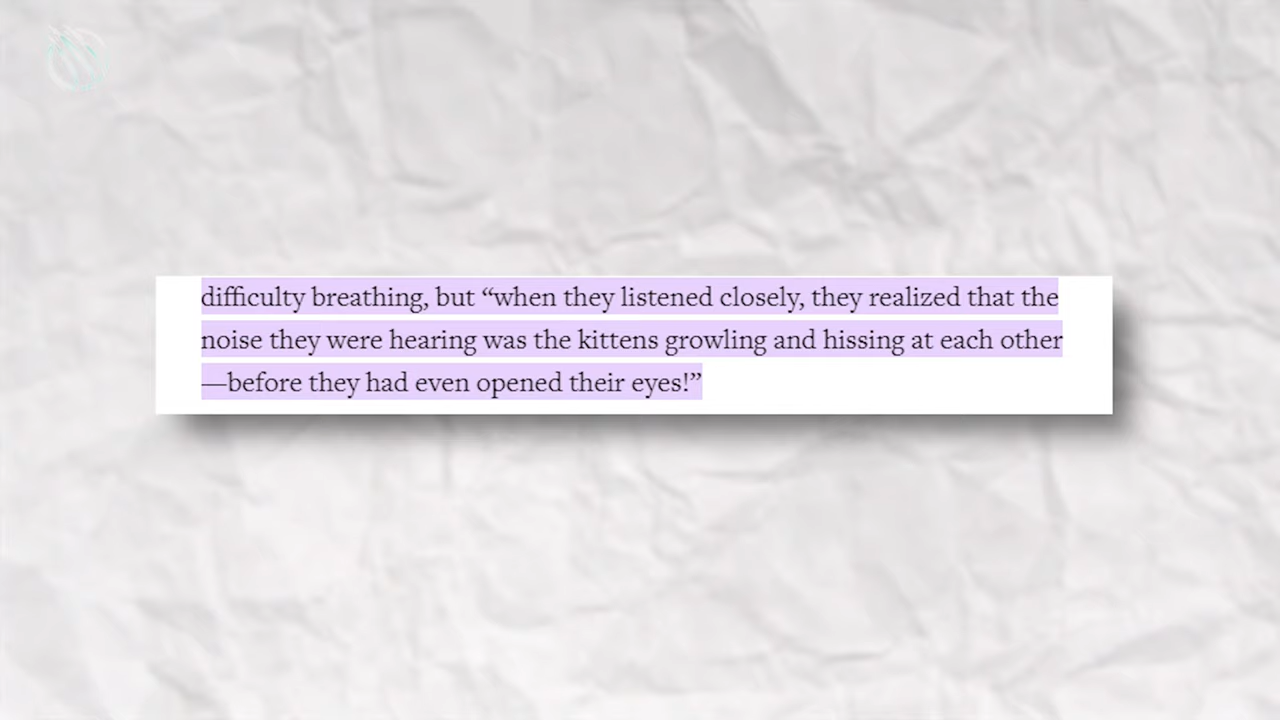 difficulty breathing, but “when they listened closely, they realized that the
noise they were hearing was the kittens growling and hissing at each other
—before they had even opened their eyes!”